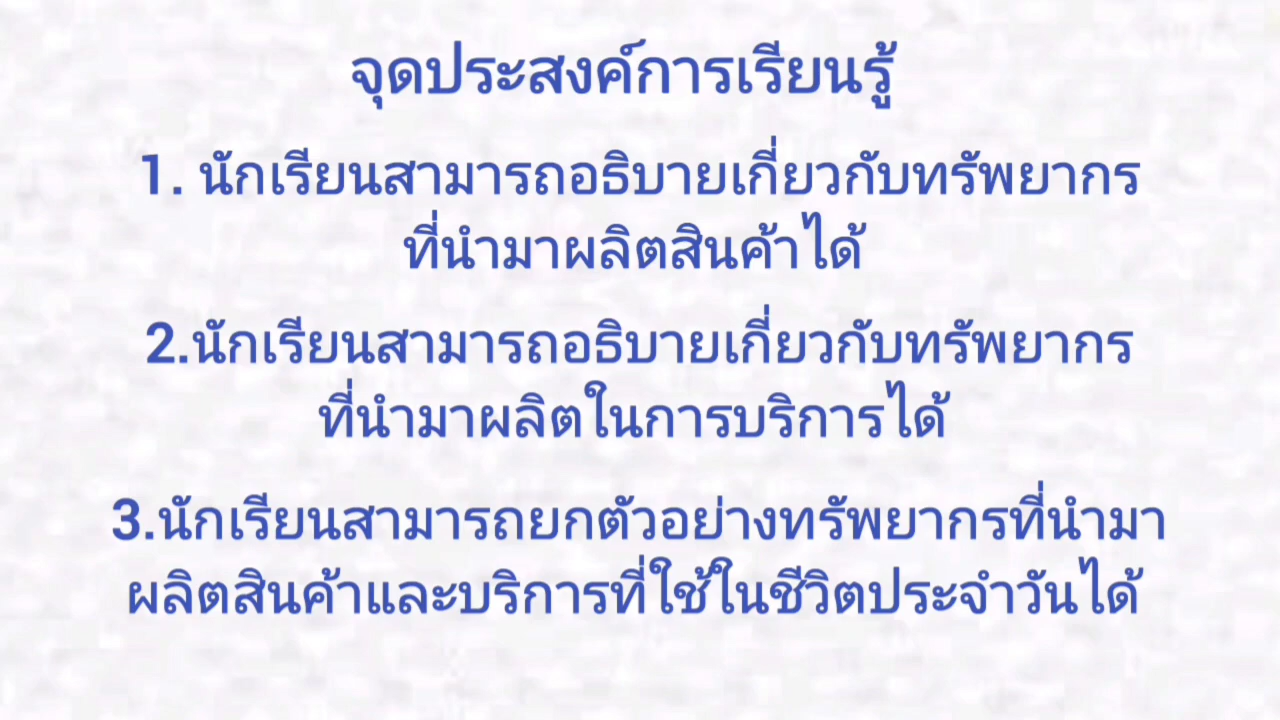 จุดประสงค์การเรียนรู้
1. นักเรียนสามารถอธิบายเกี่ยวกับทรัพยากร
ที่นำมาผลิตสินค้าได้
2.นักเรียนสามารถอธิบายเกี่ยวกับทรัพยากร
ที่นำมาผลิตในการบริการได้
3.นักเรียนสามารถยกตัวอย่างทรัพยากรที่นำมา
ผลิตสินค้าและบริการที่ใช้ในชีวิตประจำวันได้